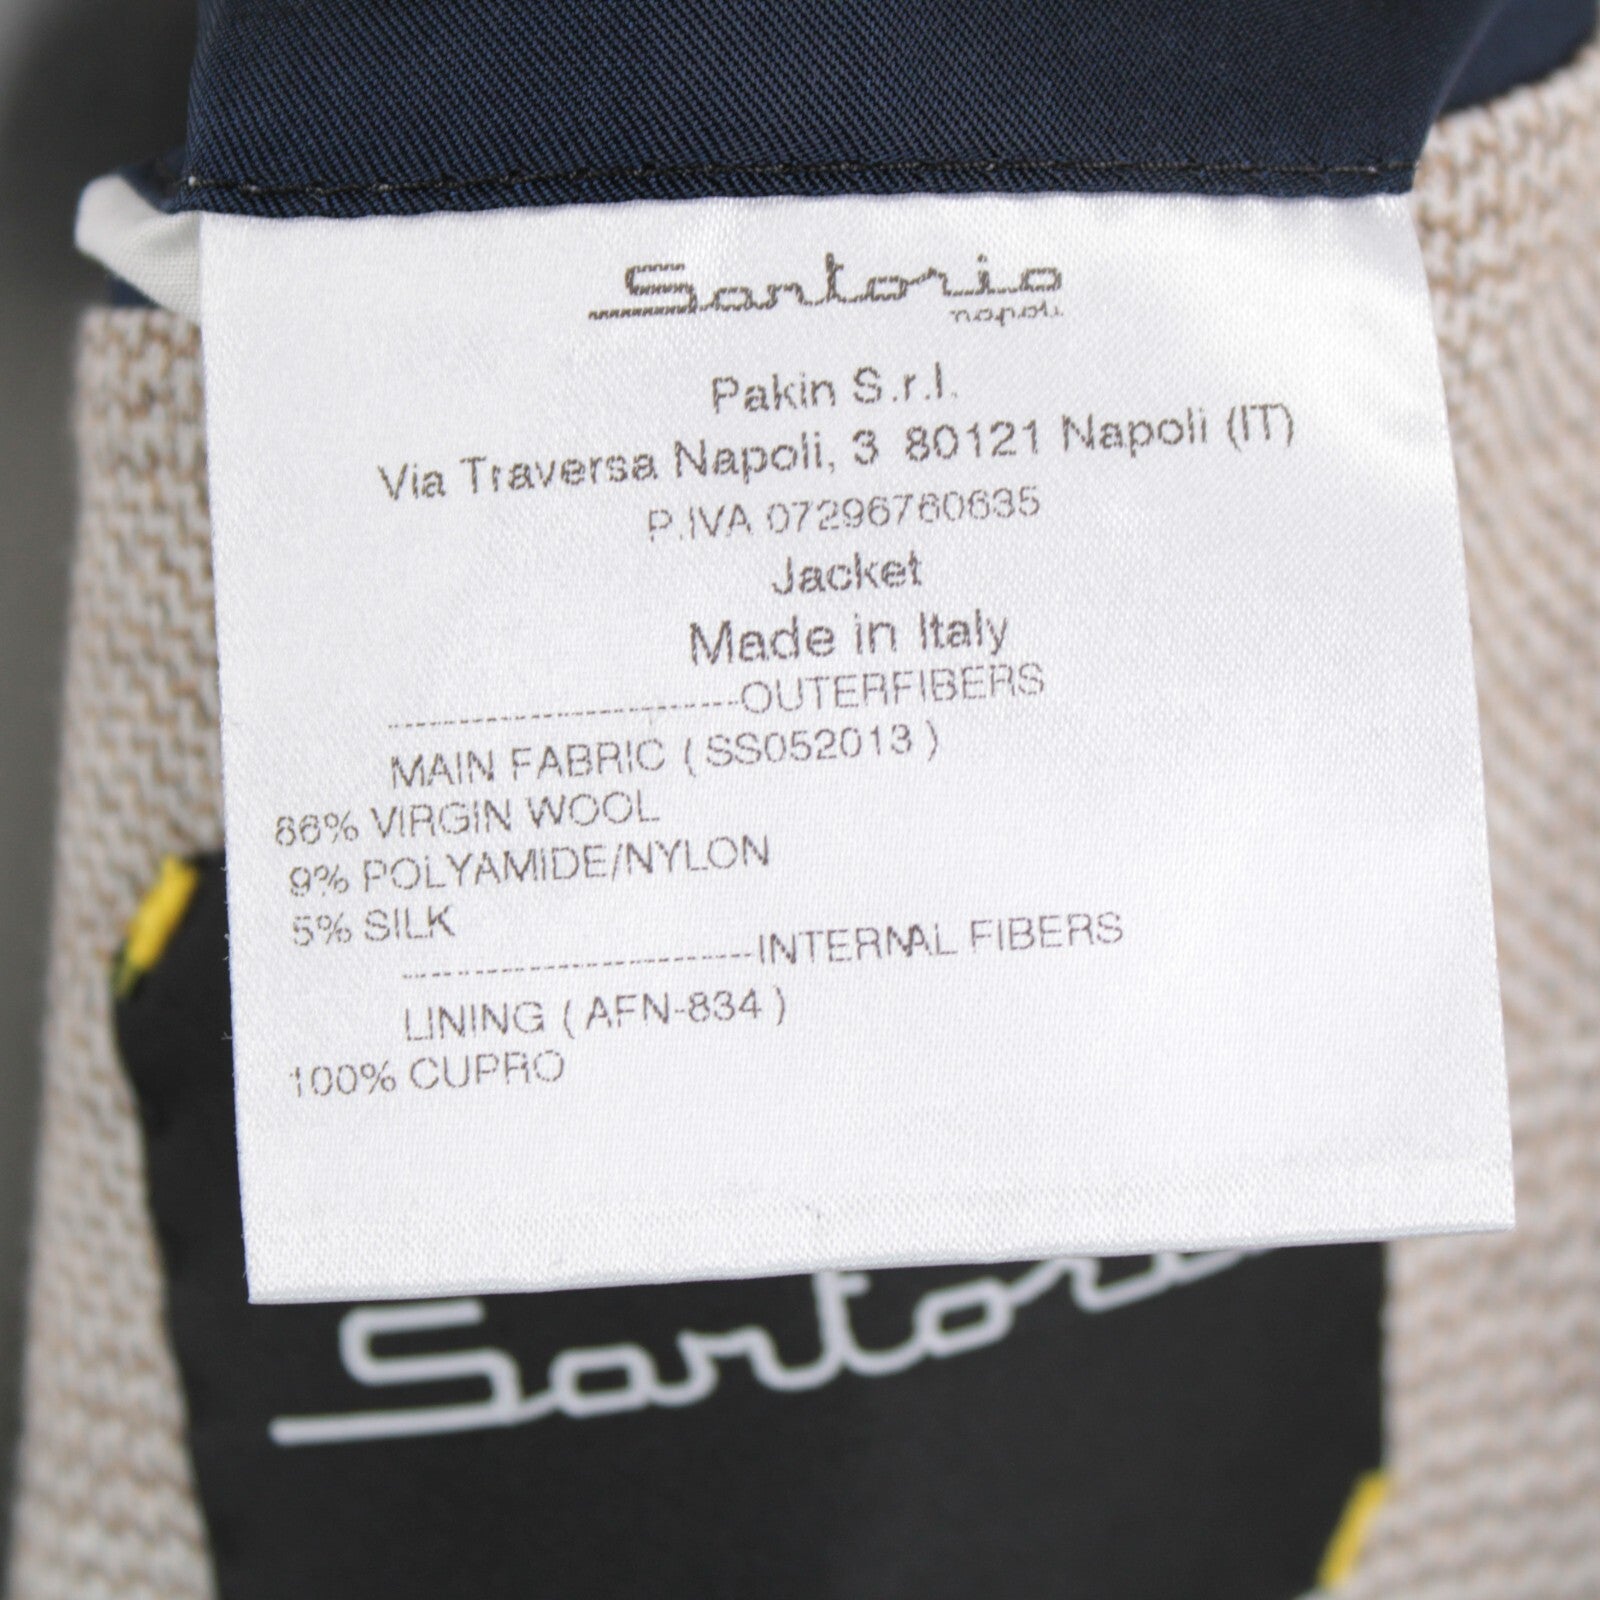 Sartorio
napoli
Pakin S.r.l.
Via Traversa Napoli, 3 80121 Napoli (IT)
P.IVA 07296760635
Jacket
Made in Italy
-------------------------OUTERFIBERS
MAIN FABRIC ( SS052013 )
86% VIRGIN WOOL
9% POLYAMIDE/NYLON
5% SILK
-------------------------INTERNAL FIBERS
LINING ( AFN-834 )
100% CUPRO
Sartorio